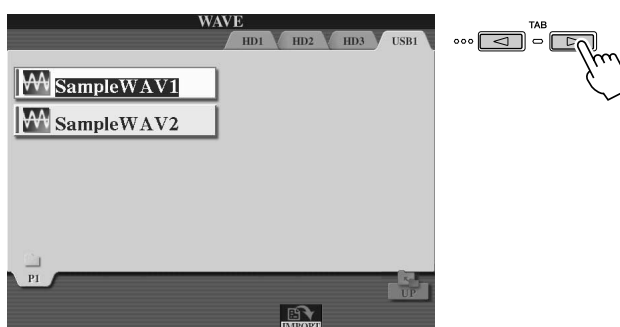 WAVE
HD1 HD2 HD3 USB1
TAB
SampleWAV1
SampleWAV2
P1
UP
IMPORT